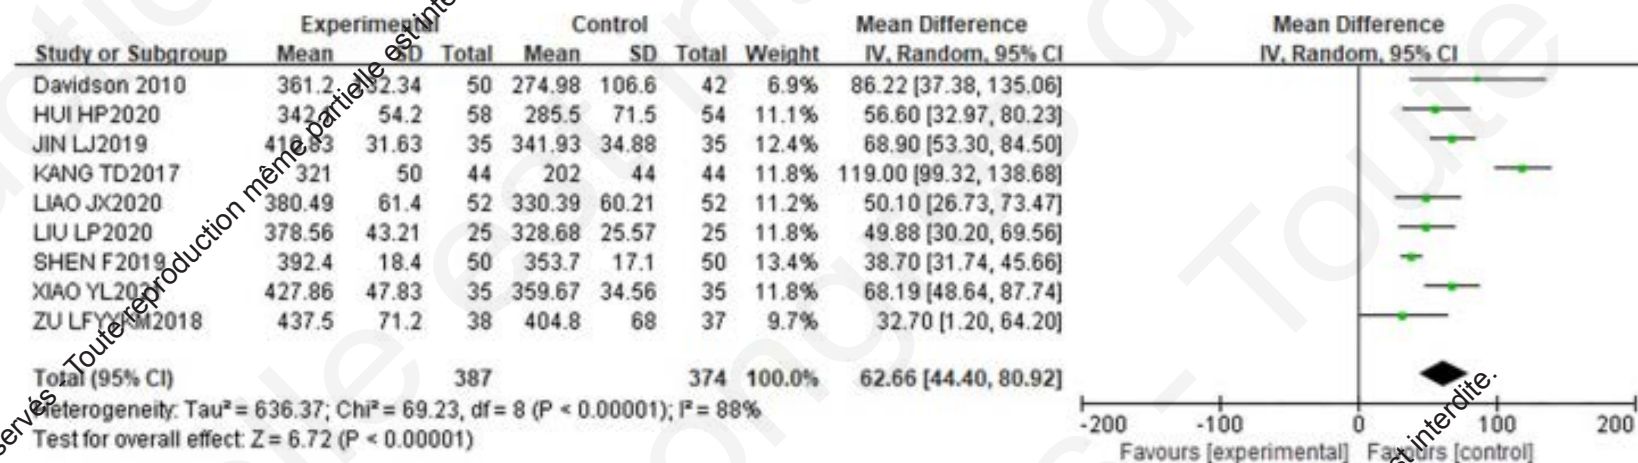 Experimental Control Mean Difference Mean Difference
Study or Subgroup Mean SD Total Mean SD Total Weight IV, Random, 95% CI IV, Random, 95% CI
Davidson 2010 361.2 50 274.98 106.6 42 6.9% 86.22 [37.38, 135.06]
HUI HP2020 54.2 58 285.5 71.5 54 11.1% 56.60 [32.97, 80.23]
JIN LJ2019 31.63 35 341.93 34.88 35 12.4% 68.90 [53.30, 84.50]
KANG TD2017 321 50 44 202 44 44 11.8% 119.00 [99.32, 138.68]
LIAO JX2020 380.49 61.4 52 330.39 60.21 52 11.2% 50.10 [26.73, 73.47]
LIU LP2020 378.56 43.21 25 328.68 25.57 25 11.8% 49.88 [30.20, 69.56]
SHEN F2019 392.4 18.4 50 353.7 17.1 50 13.4% 38.70 [31.74, 45.66]
XIAO 427.86 47.83 35 359.67 34.56 35 11.8% 68.19 [48.64, 87.74]
ZU 437.5 71.2 38 404.8 68 37 9.7% 32.70 [1.20, 64.20]
Total (95% CI) 387 374 100.0% 62.66 [44.40, 80.92]
Heterogeneity: Tau² = 636.37; Chi² = 69.23, df = 8 (P < 0.00001); I² = 88%
Test for overall effect: Z = 6.72 (P < 0.00001)
-200 -100 0 100 200
Favours [experimental] Favours [control]
Toute reproduction même partielle est
est interdite.
Toute